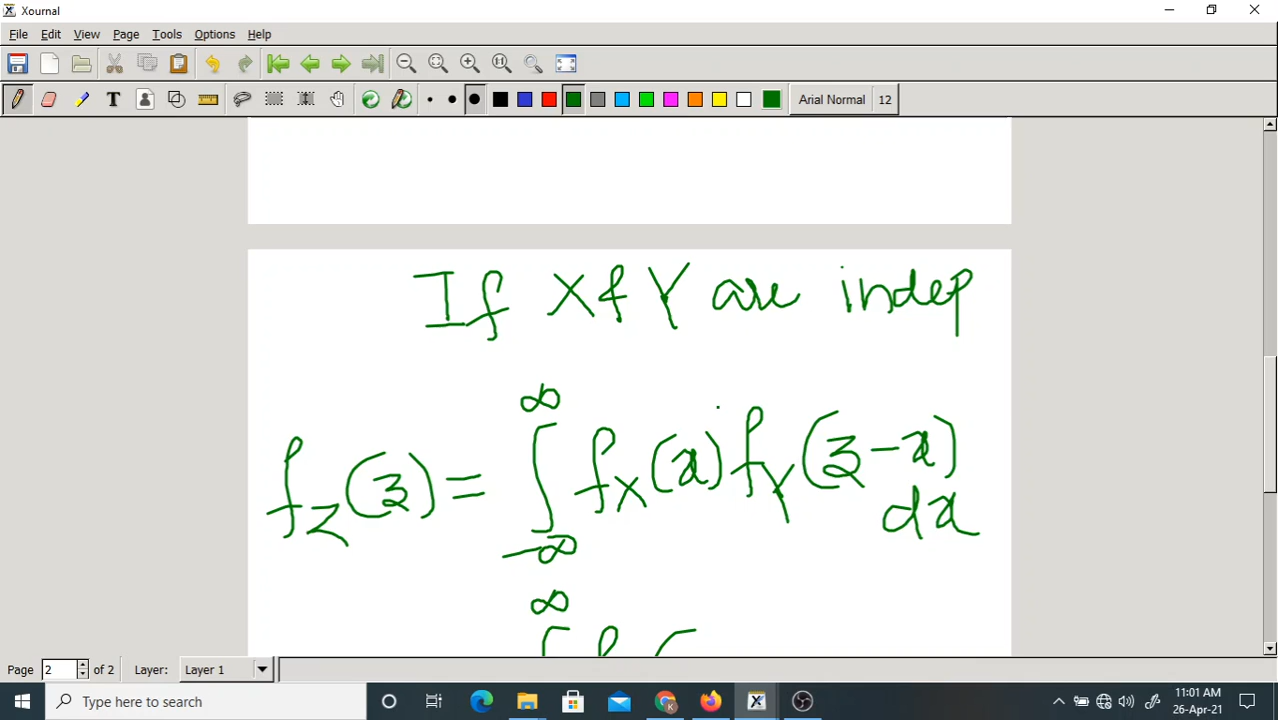 Xournal
File Edit View Page Tools Options Help
T Arial Normal 12
If X & Y are indep
∞
f_Z(z) = ∫ f_X(x) f_Y(z-x)
dx
-∞
∞
∫ f (
Page 2 of 2 Layer: Layer 1
Type here to search
11:01 AM
26-Apr-21